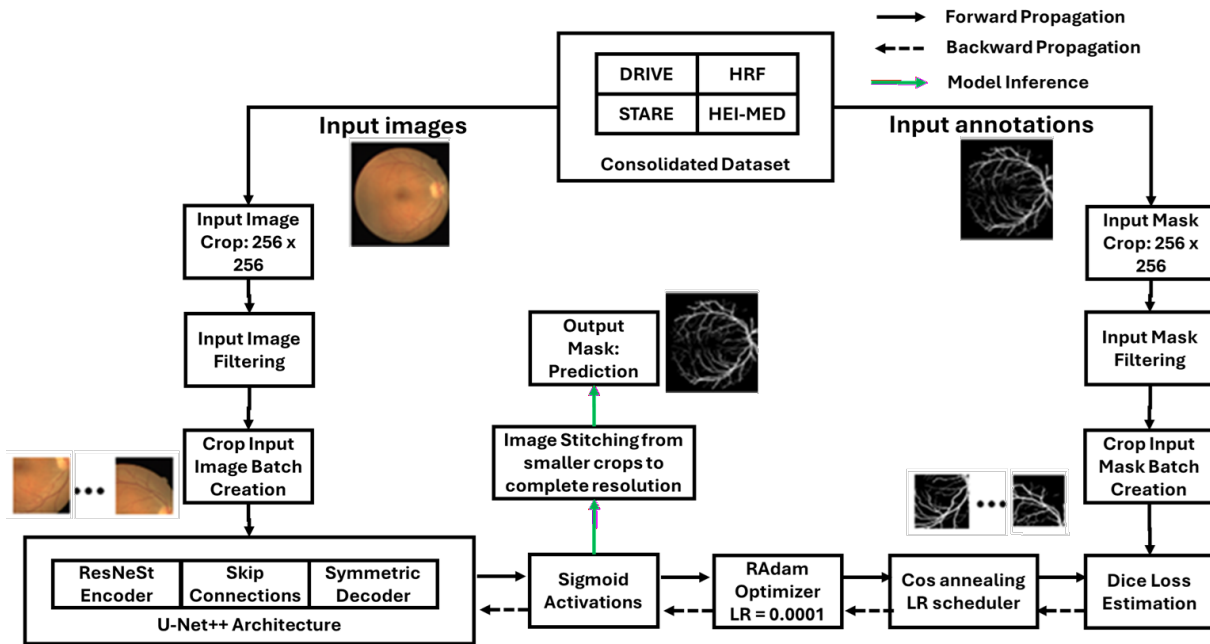 Forward Propagation
Backward Propagation
Model Inference
DRIVE
HRF
STARE
HEI-MED
Consolidated Dataset
Input images
Input annotations
Input Image
Crop: 256 x
256
Input Mask
Crop: 256 x
256
Input Image
Filtering
Output
Mask:
Prediction
Input Mask
Filtering
Crop Input
Image Batch
Creation
Image Stitching from
smaller crops to
complete resolution
Crop Input
Mask Batch
Creation
ResNeSt
Encoder
Skip
Connections
Symmetric
Decoder
U-Net++ Architecture
Sigmoid
Activations
RAdam
Optimizer
LR = 0.0001
Cos annealing
LR scheduler
Dice Loss
Estimation